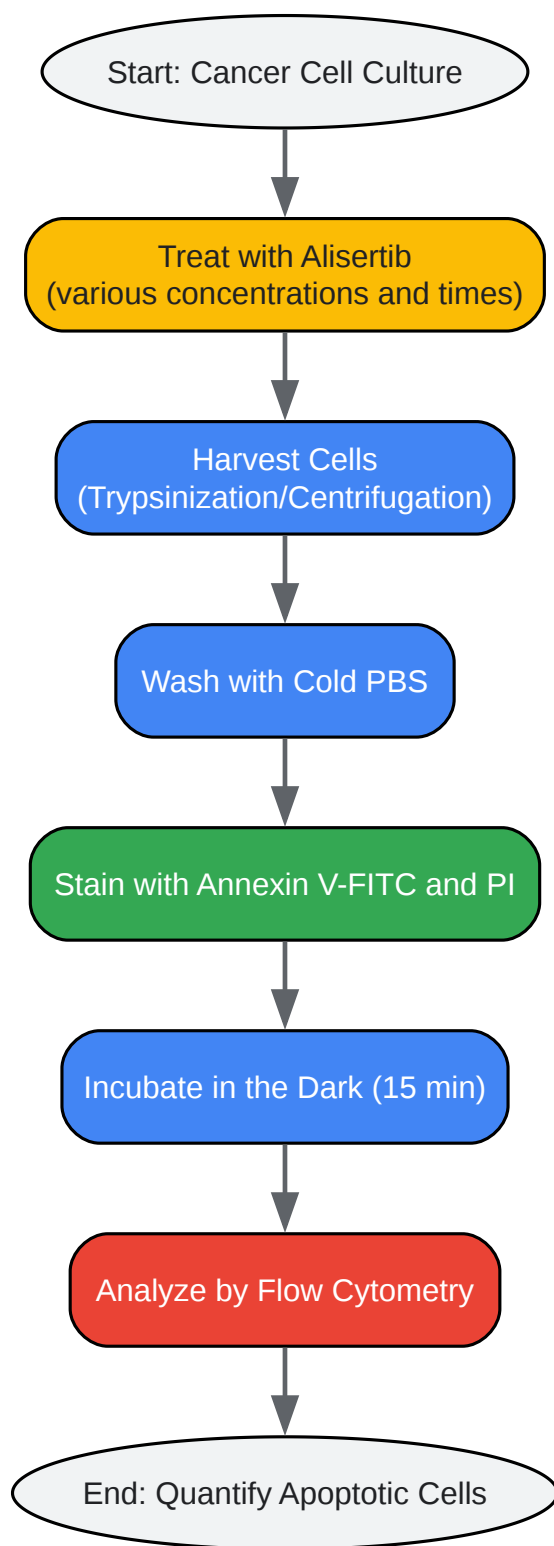 Start: Cancer Cell Culture
Treat with Alisertib
(various concentrations and times)
Harvest Cells
(Trypsinization/Centrifugation)
Wash with Cold PBS
Stain with Annexin V-FITC and PI
Incubate in the Dark (15 min)
Analyze by Flow Cytometry
End: Quantify Apoptotic Cells